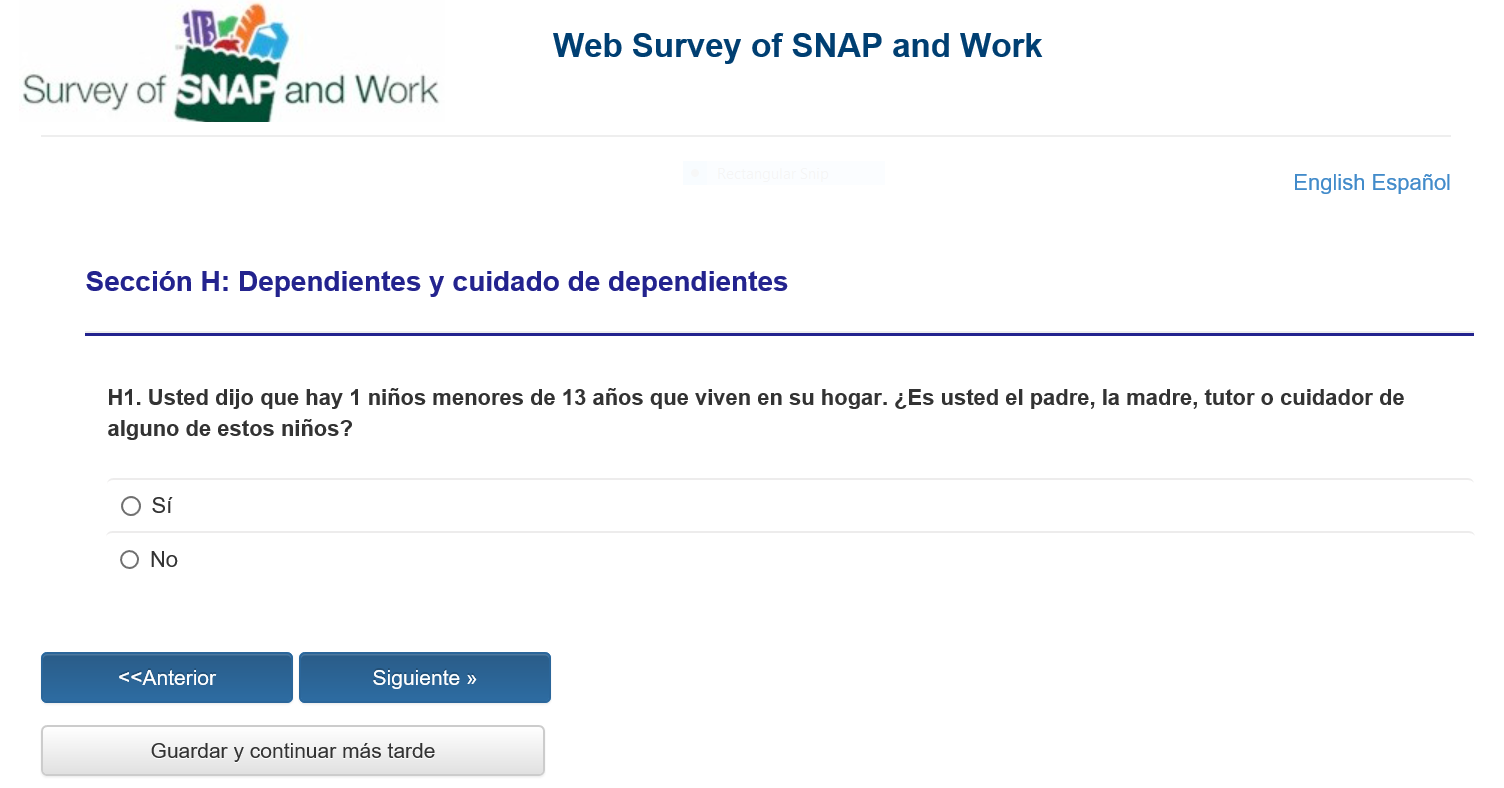 Survey of SNAP and Work
Web Survey of SNAP and Work
Rectangular Snip
English Español
Sección H: Dependientes y cuidado de dependientes
H1. Usted dijo que hay 1 niños menores de 13 años que viven en su hogar. ¿Es usted el padre, la madre, tutor o cuidador de
alguno de estos niños?
Sí
No
<<Anterior
Siguiente »
Guardar y continuar más tarde